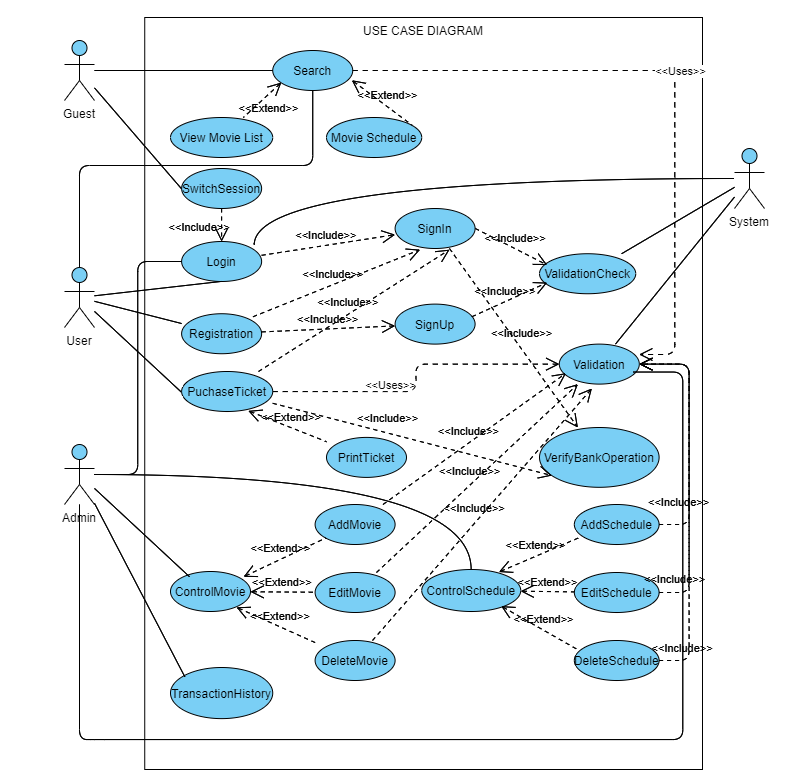 USE CASE DIAGRAM
Search
<<Uses>>
<<Extend>>
<<Extend>>
Guest
View Movie List
Movie Schedule
SwitchSession
System
<<Include>>
SignIn
<<Include>>
<<Include>>
Login
ValidationCheck
<<Include>>
<<Include>>
<<Include>>
<<Include>>
SignUp
Registration
<<Include>>
User
Validation
<<Uses>>
PuchaseTicket
<<Extend>>
<<Include>>
<<Include>>
PrintTicket
VerifyBankOperation
<<Include>>
<<Include>>
<<Include>>
Admin
AddMovie
AddSchedule
<<Extend>>
<<Extend>>
<<Extend>>
<<Extend>>
<<Include>>
ControlMovie
EditMovie
ControlSchedule
EditSchedule
<<Extend>>
<<Extend>>
<<Include>>
DeleteMovie
DeleteSchedule
TransactionHistory